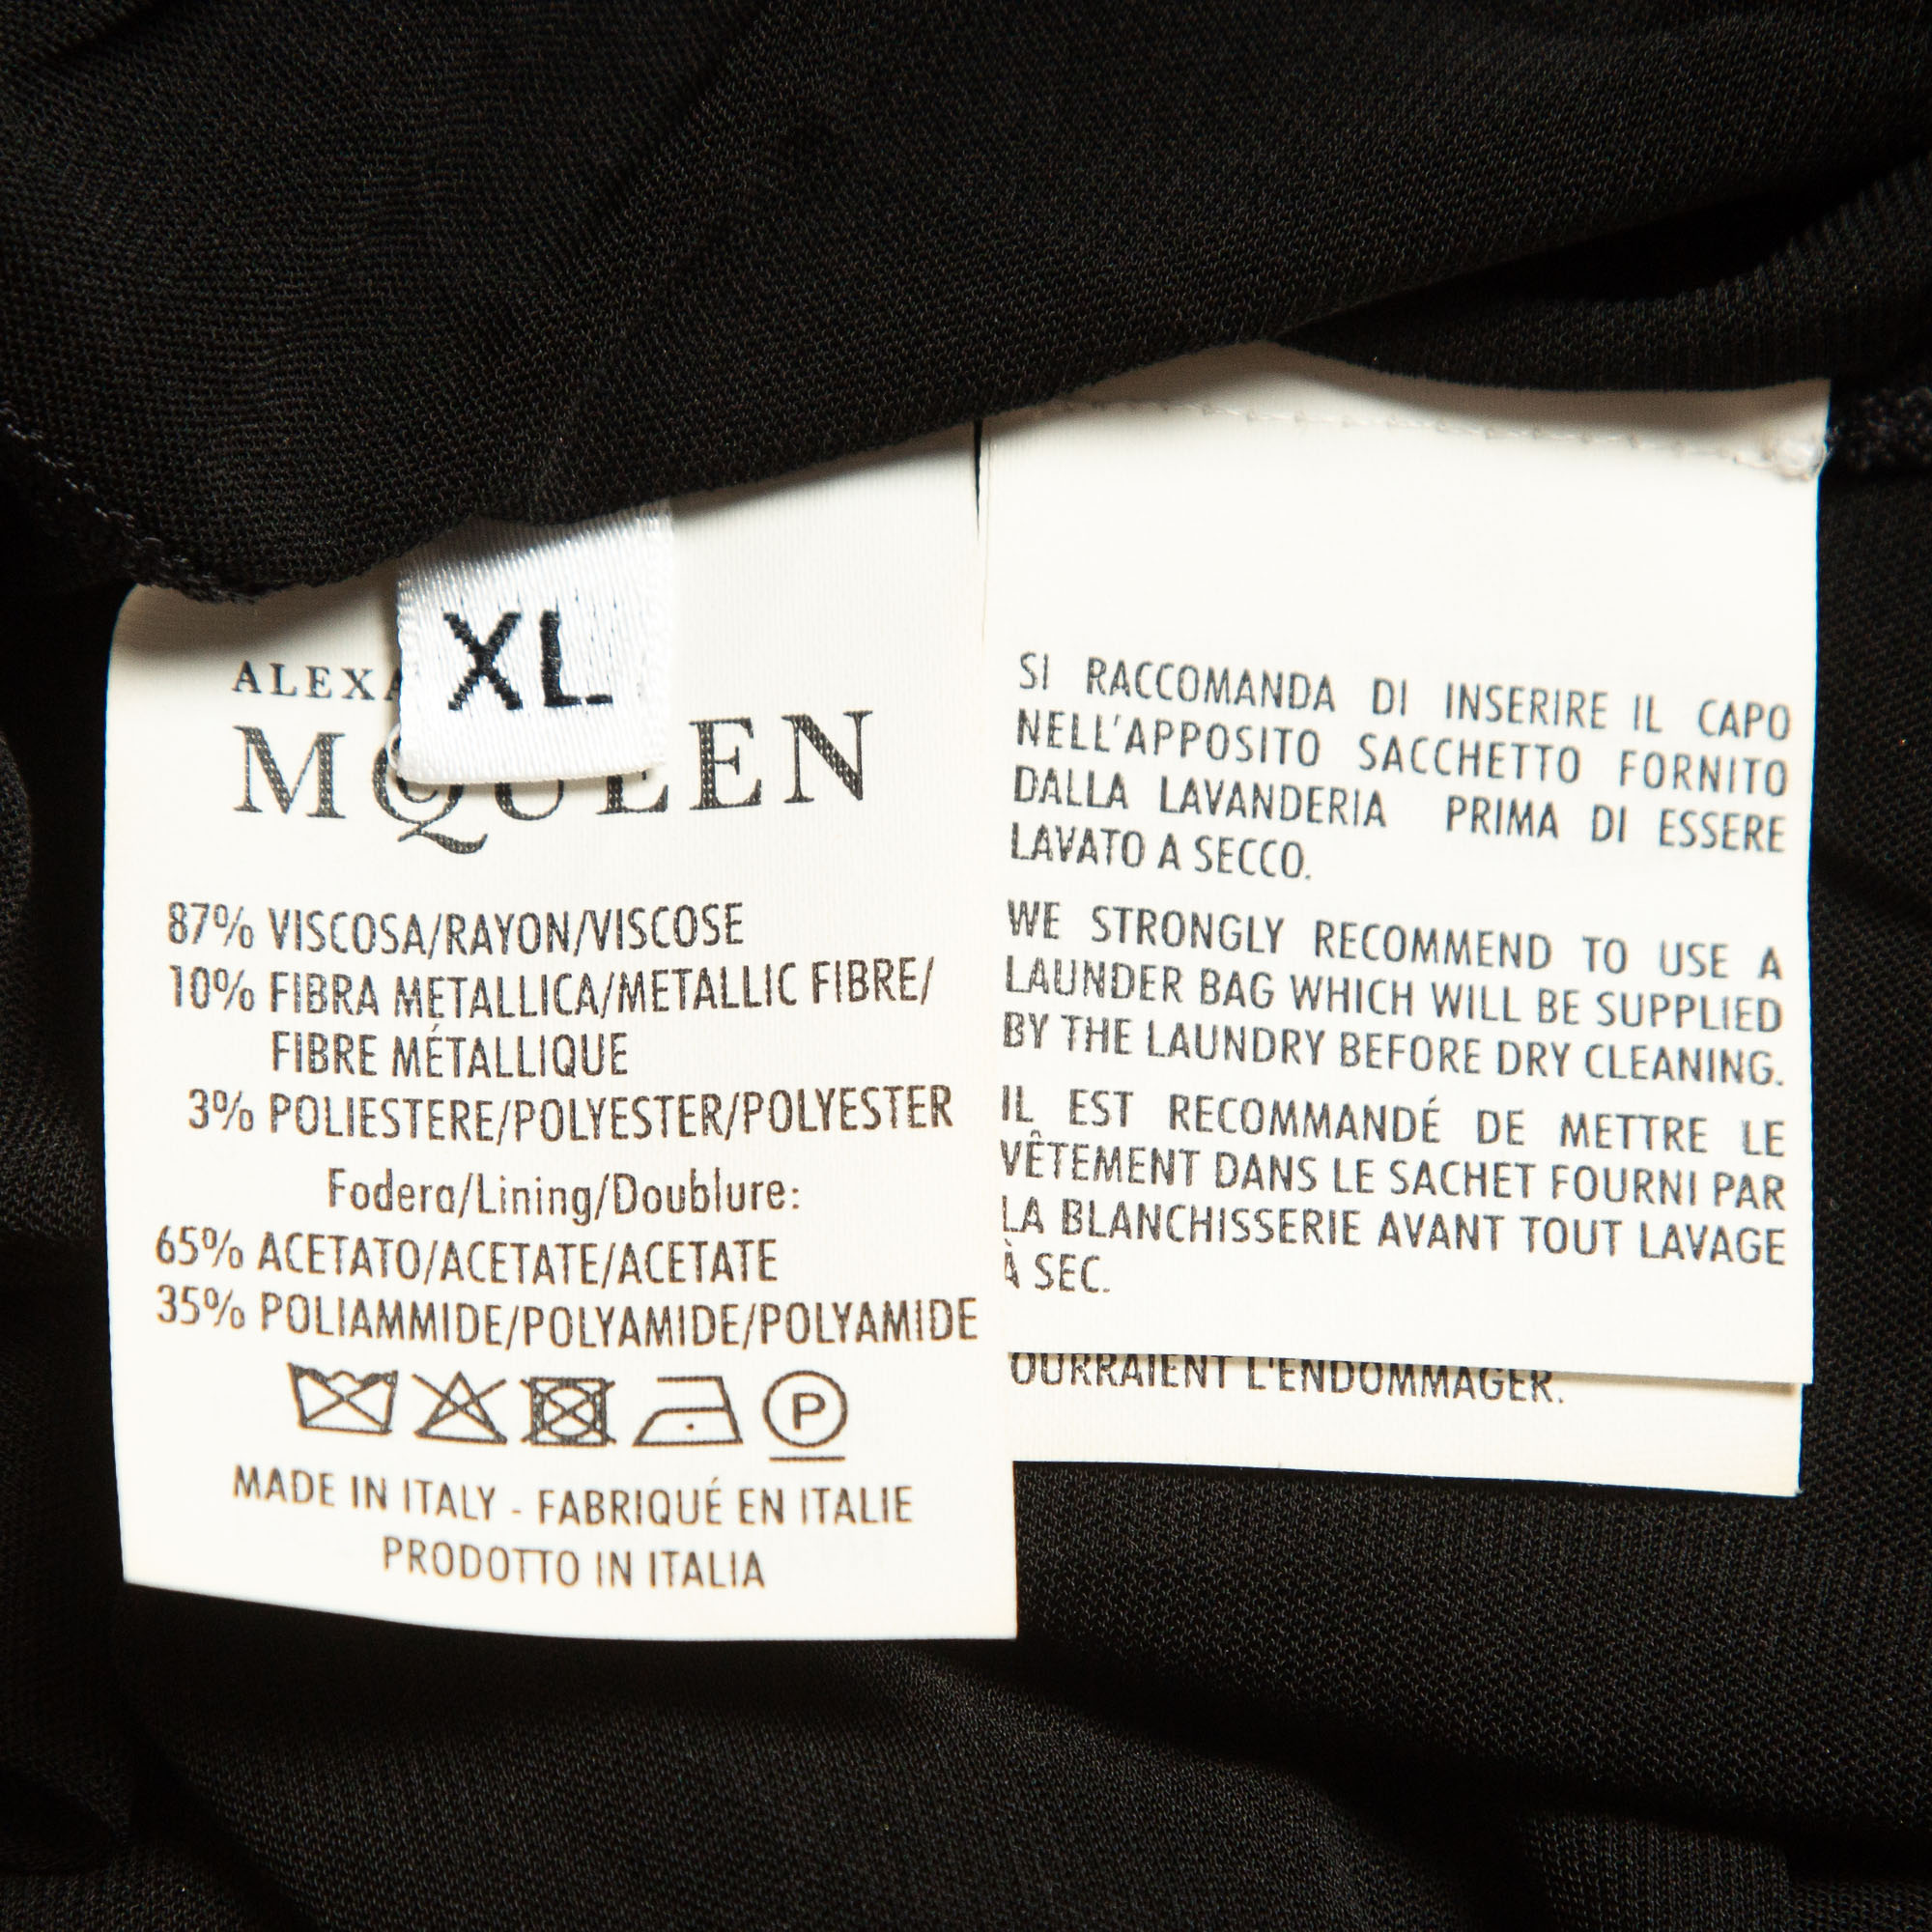 XL
MQUEEN
87% VISCOSA/RAYON/VISCOSE
10% FIBRA METALLICA/METALLIC FIBRE/
FIBRE MÉTALLIQUE
3% POLIESTERE/POLYESTER/POLYESTER
Fodera/Lining/Doublure:
65% ACETATO/ACETATE/ACETATE
35% POLIAMMIDE/POLYAMIDE/POLYAMIDE
P
MADE IN ITALY - FABRIQUÉ EN ITALIE
PRODOTTO IN ITALIA
SI RACCOMANDA DI INSERIRE IL CAPO
NELL'APPOSITO SACCHETTO FORNITO
DALLA LAVANDERIA PRIMA DI ESSERE
LAVATO A SECCO.
WE STRONGLY RECOMMEND TO USE A
LAUNDER BAG WHICH WILL BE SUPPLIED
BY THE LAUNDRY BEFORE DRY CLEANING.
IL EST RECOMMANDÉ DE METTRE LE
VÊTEMENT DANS LE SACHET FOURNI PAR
LA BLANCHISSERIE AVANT TOUT LAVAGE
À SEC.
OURRAIENT L'ENDOMMAGER.